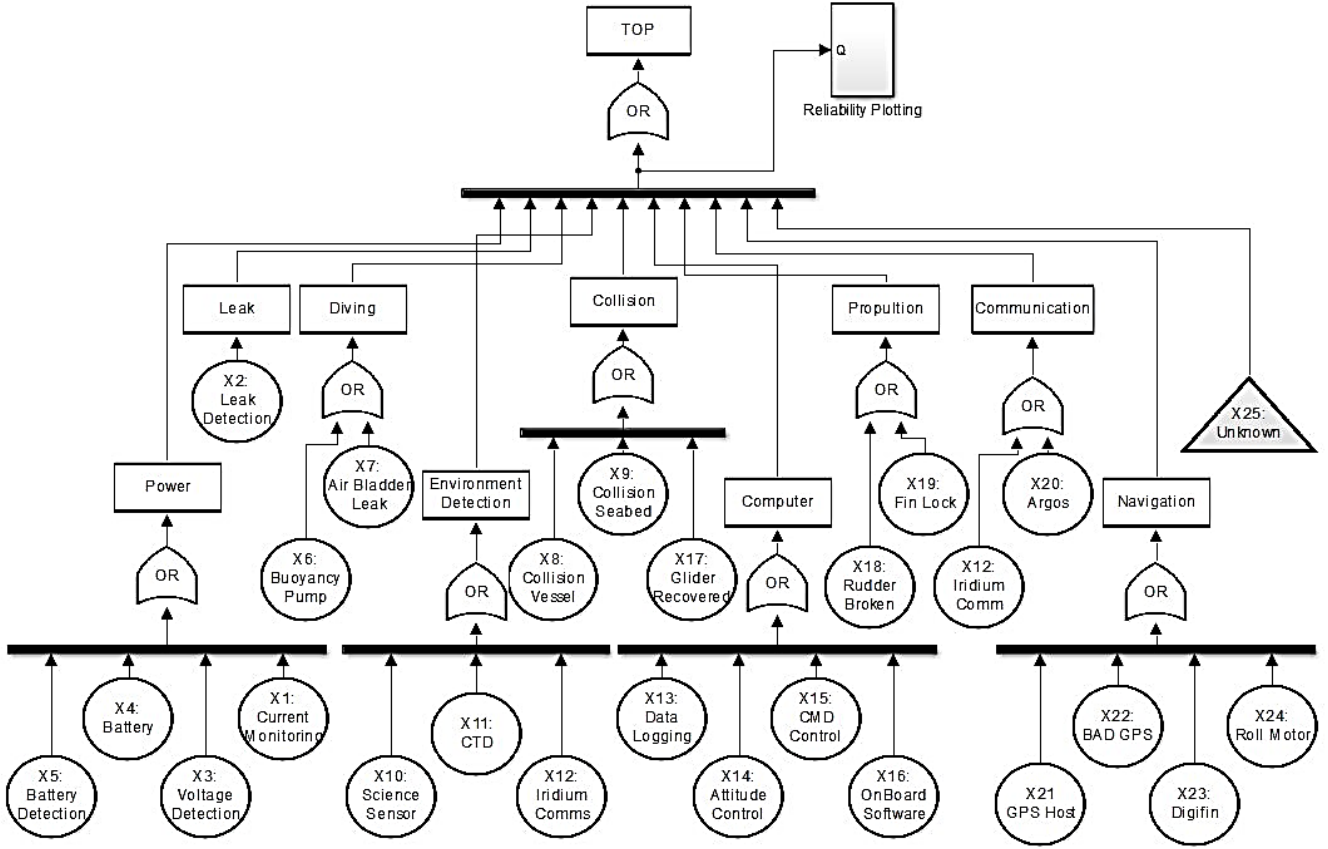 TOP
Q
OR
Reliability Plotting
Leak
Diving
Collision
Propultion
Communication
X2:
Leak
Detection
OR
OR
OR
OR
X25:
Unknown
Power
X7:
Air Bladder
Leak
Environment
Detection
X9:
Collision
Seabed
Computer
X19:
Fin Lock
X20:
Argos
Navigation
OR
X6:
Buoyancy
Pump
OR
X8:
Collision
Vessel
X17:
Glider
Recovered
OR
X18:
Rudder
Broken
X12:
Iridium
Comm
OR
X5:
Battery
Detection
X4:
Battery
X3:
Voltage
Detection
X1:
Current
Monitoring
X10:
Science
Sensor
X11:
CTD
X12:
Iridium
Comms
X13:
Data
Logging
X14:
Attitude
Control
X15:
CMD
Control
X16:
OnBoard
Software
X21
GPS Host
X22:
BAD GPS
X23:
Digifin
X24:
Roll Motor